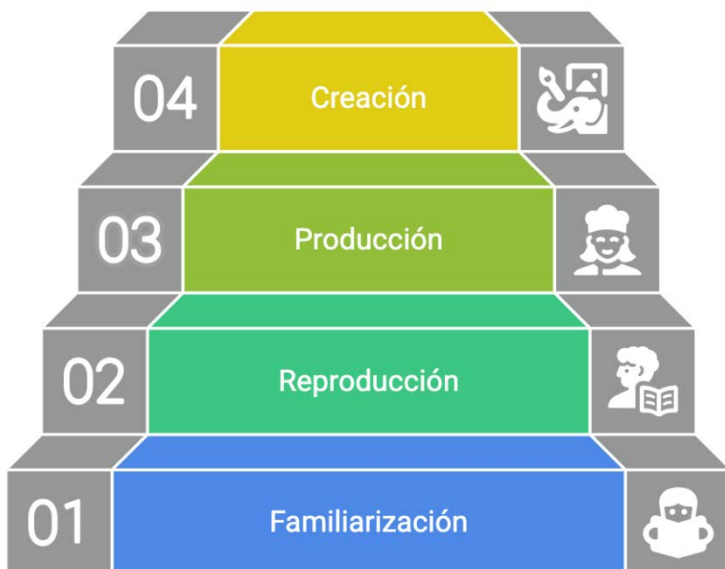 04
Creación
03
Producción
02
Reproducción
01
Familiarización